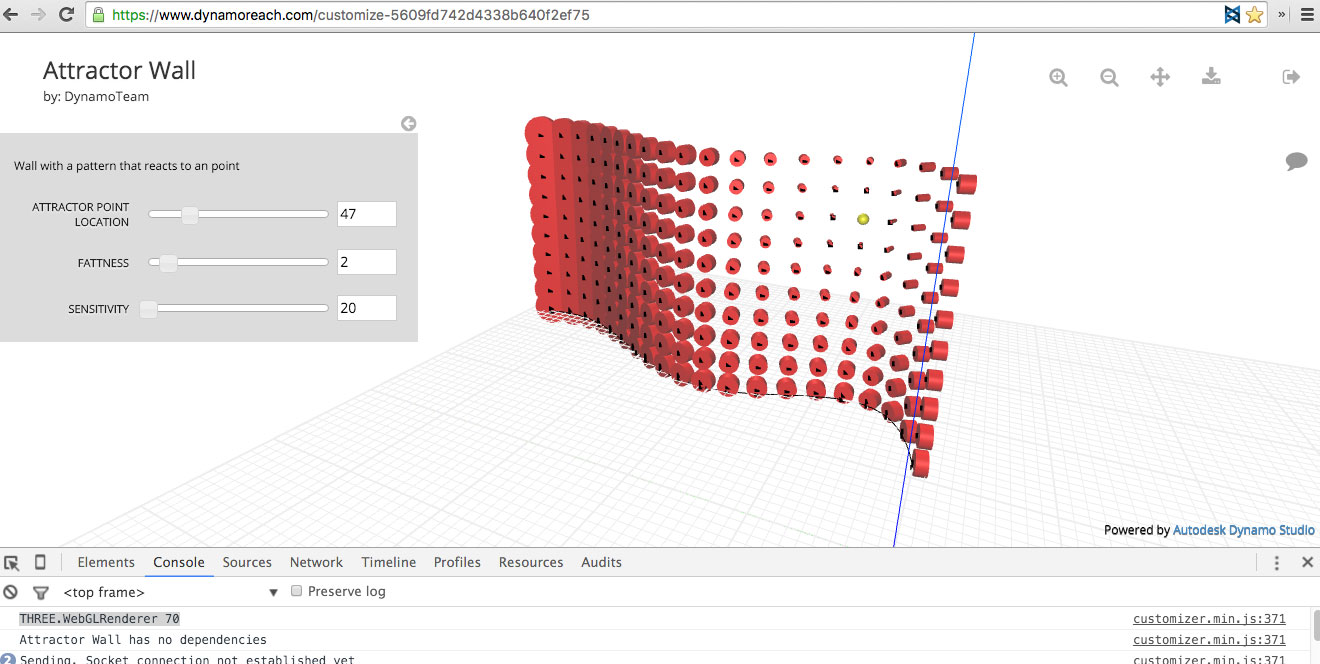 https://www.dynamoreach.com/customize-5609fd742d4338b640f2ef75
»
Attractor Wall
by: DynamoTeam
Wall with a pattern that reacts to an point
ATTRACTOR POINT
LOCATION
47
FATTNESS
2
SENSITIVITY
20
Powered by Autodesk Dynamo Studio
Elements Console Sources Network Timeline Profiles Resources Audits
<top frame> ▼ Preserve log
THREE.WebGLRenderer 70 customizer.min.js:371
Attractor Wall has no dependencies customizer.min.js:371
2 Sending. Socket connection not established yet customizer.min.js:371